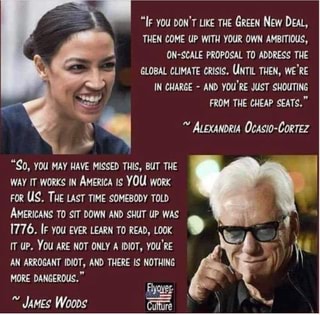 "If you don't like the Green New Deal,
then come up with your own ambitious,
on-scale proposal to address the
global climate crisis. Until then, we're
in charge - and you're just shouting
from the cheap seats."
~ Alexandria Ocasio-Cortez
"So, you may have missed this, but the
way it works in America is YOU work
for US. The last time somebody told
Americans to sit down and shut up was
1776. If you ever learn to read, look
it up. You are not only a idiot, you're
an arrogant idiot, and there is nothing
more dangerous."
~ James Woods
Flyover
Culture